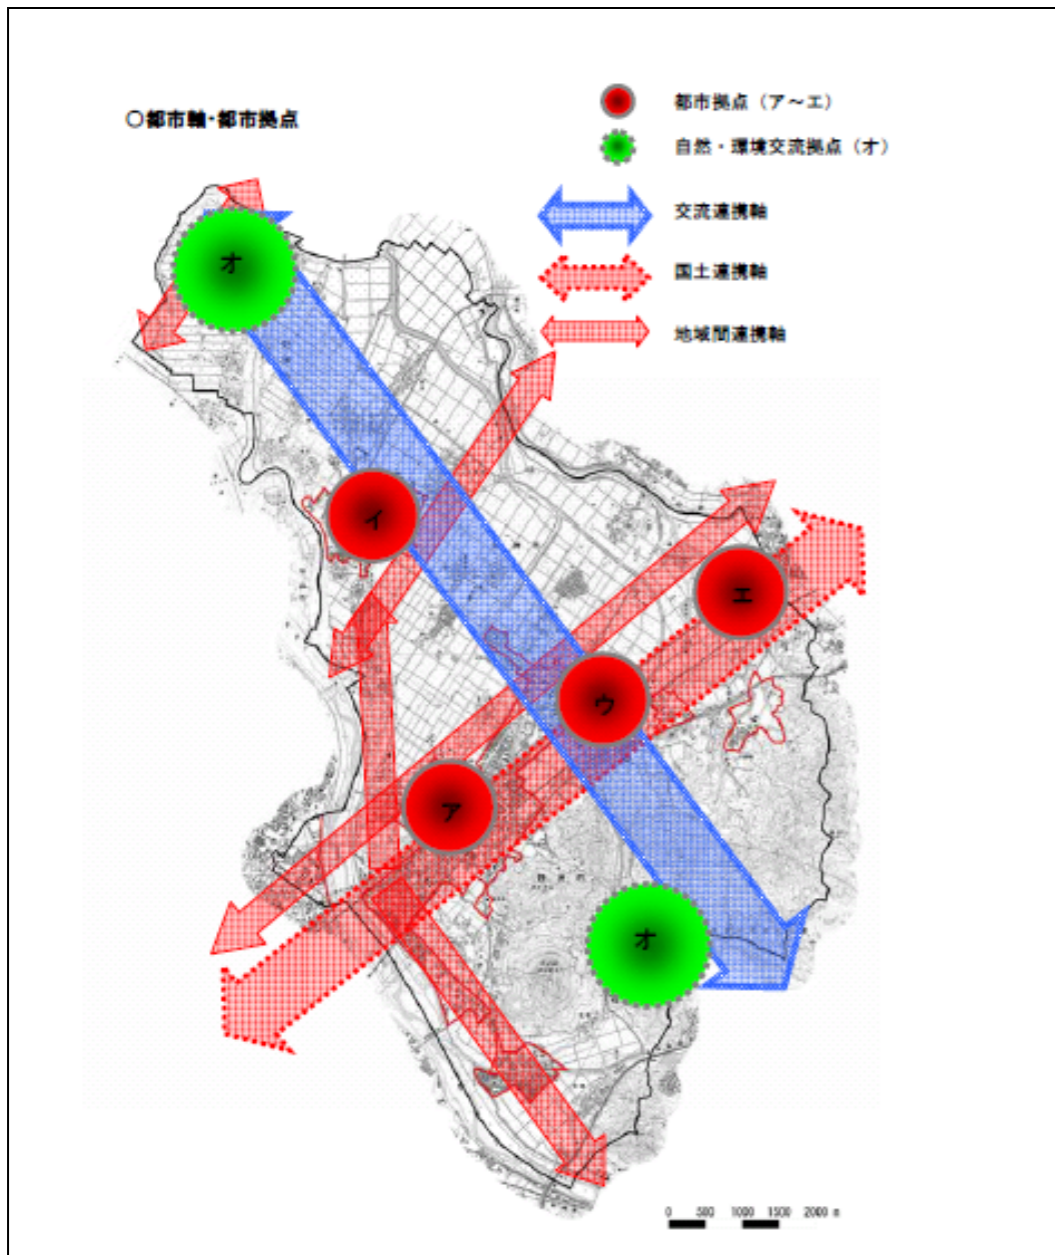 ○都市軸・都市拠点
都市拠点（ア～エ）
自然・環境交流拠点（オ）
交流連携軸
国土連携軸
地域間連携軸
オ
イ
エ
ウ
ア
オ
0 500 1000 1500 2000 m